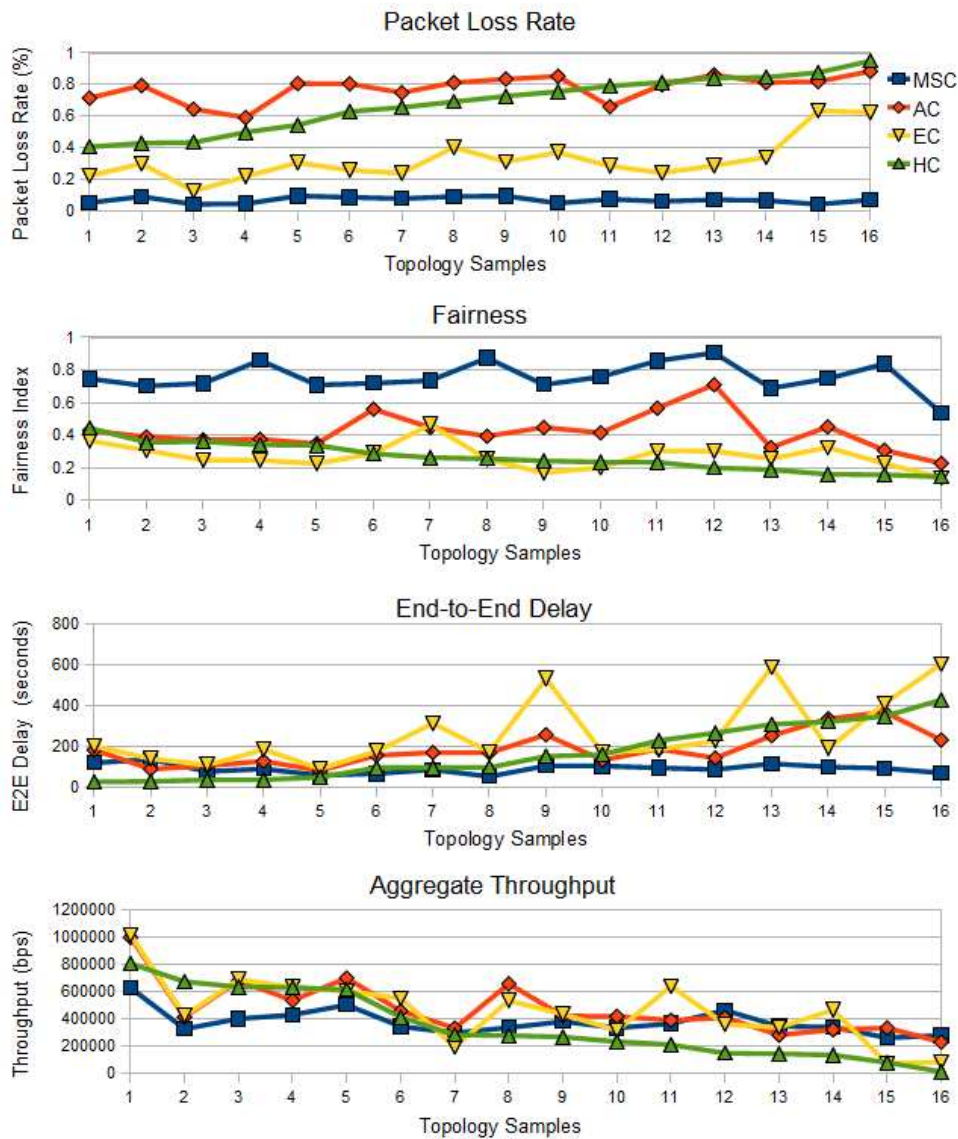 Packet Loss Rate
Packet Loss Rate (%)
1
0.8
0.6
0.4
0.2
0
1 2 3 4 5 6 7 8 9 10 11 12 13 14 15 16
Topology Samples
MSC
AC
EC
HC
Fairness
Fairness Index
1
0.8
0.6
0.4
0.2
0
1 2 3 4 5 6 7 8 9 10 11 12 13 14 15 16
Topology Samples
End-to-End Delay
E2E Delay (seconds)
800
600
400
200
0
1 2 3 4 5 6 7 8 9 10 11 12 13 14 15 16
Topology Samples
Aggregate Throughput
Throughput (bps)
1200000
1000000
800000
600000
400000
200000
0
1 2 3 4 5 6 7 8 9 10 11 12 13 14 15 16
Topology Samples